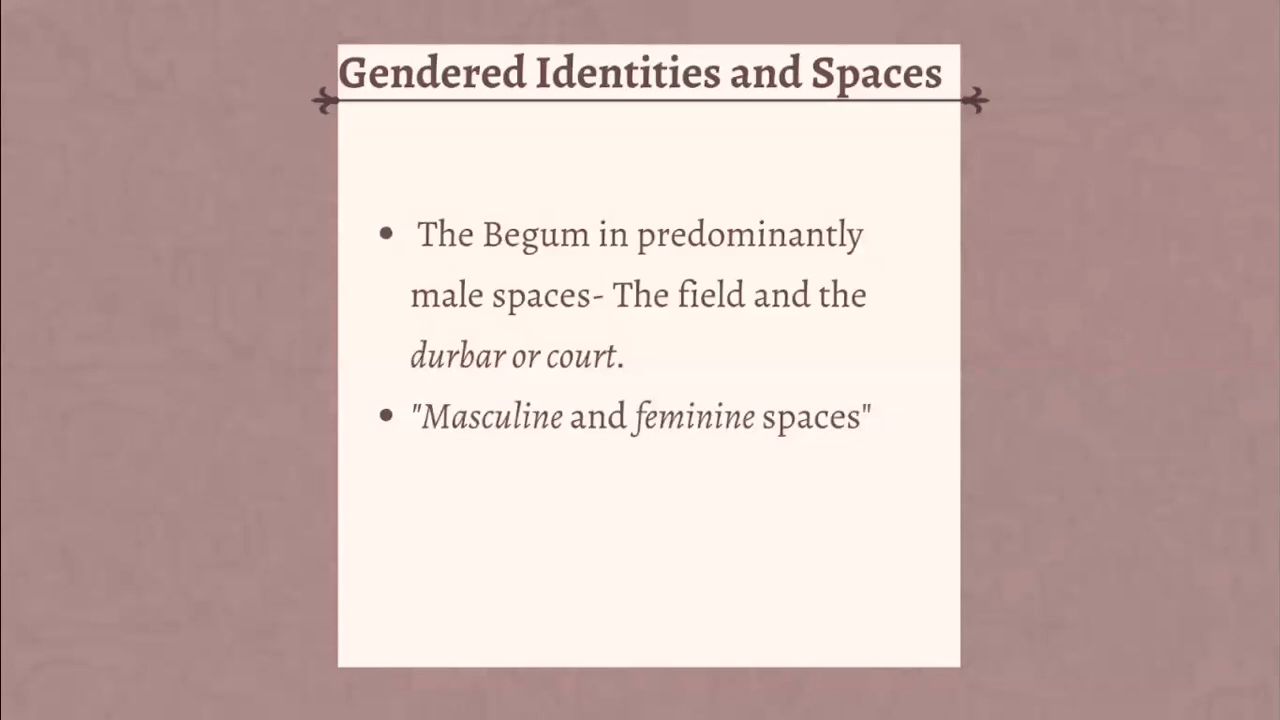 Gendered Identities and Spaces
• The Begum in predominantly
male spaces- The field and the
durbar or court.
• "Masculine and feminine spaces"